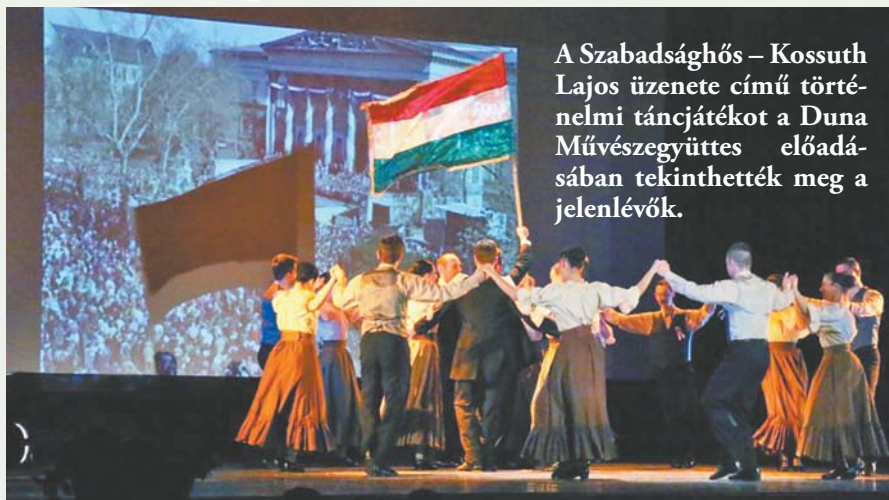 A Szabadsághős – Kossuth
Lajos üzenete című törté-
nelmi táncjátékot a Duna
Művészegyüttes előadá-
sában tekinthették meg a
jelenlévők.